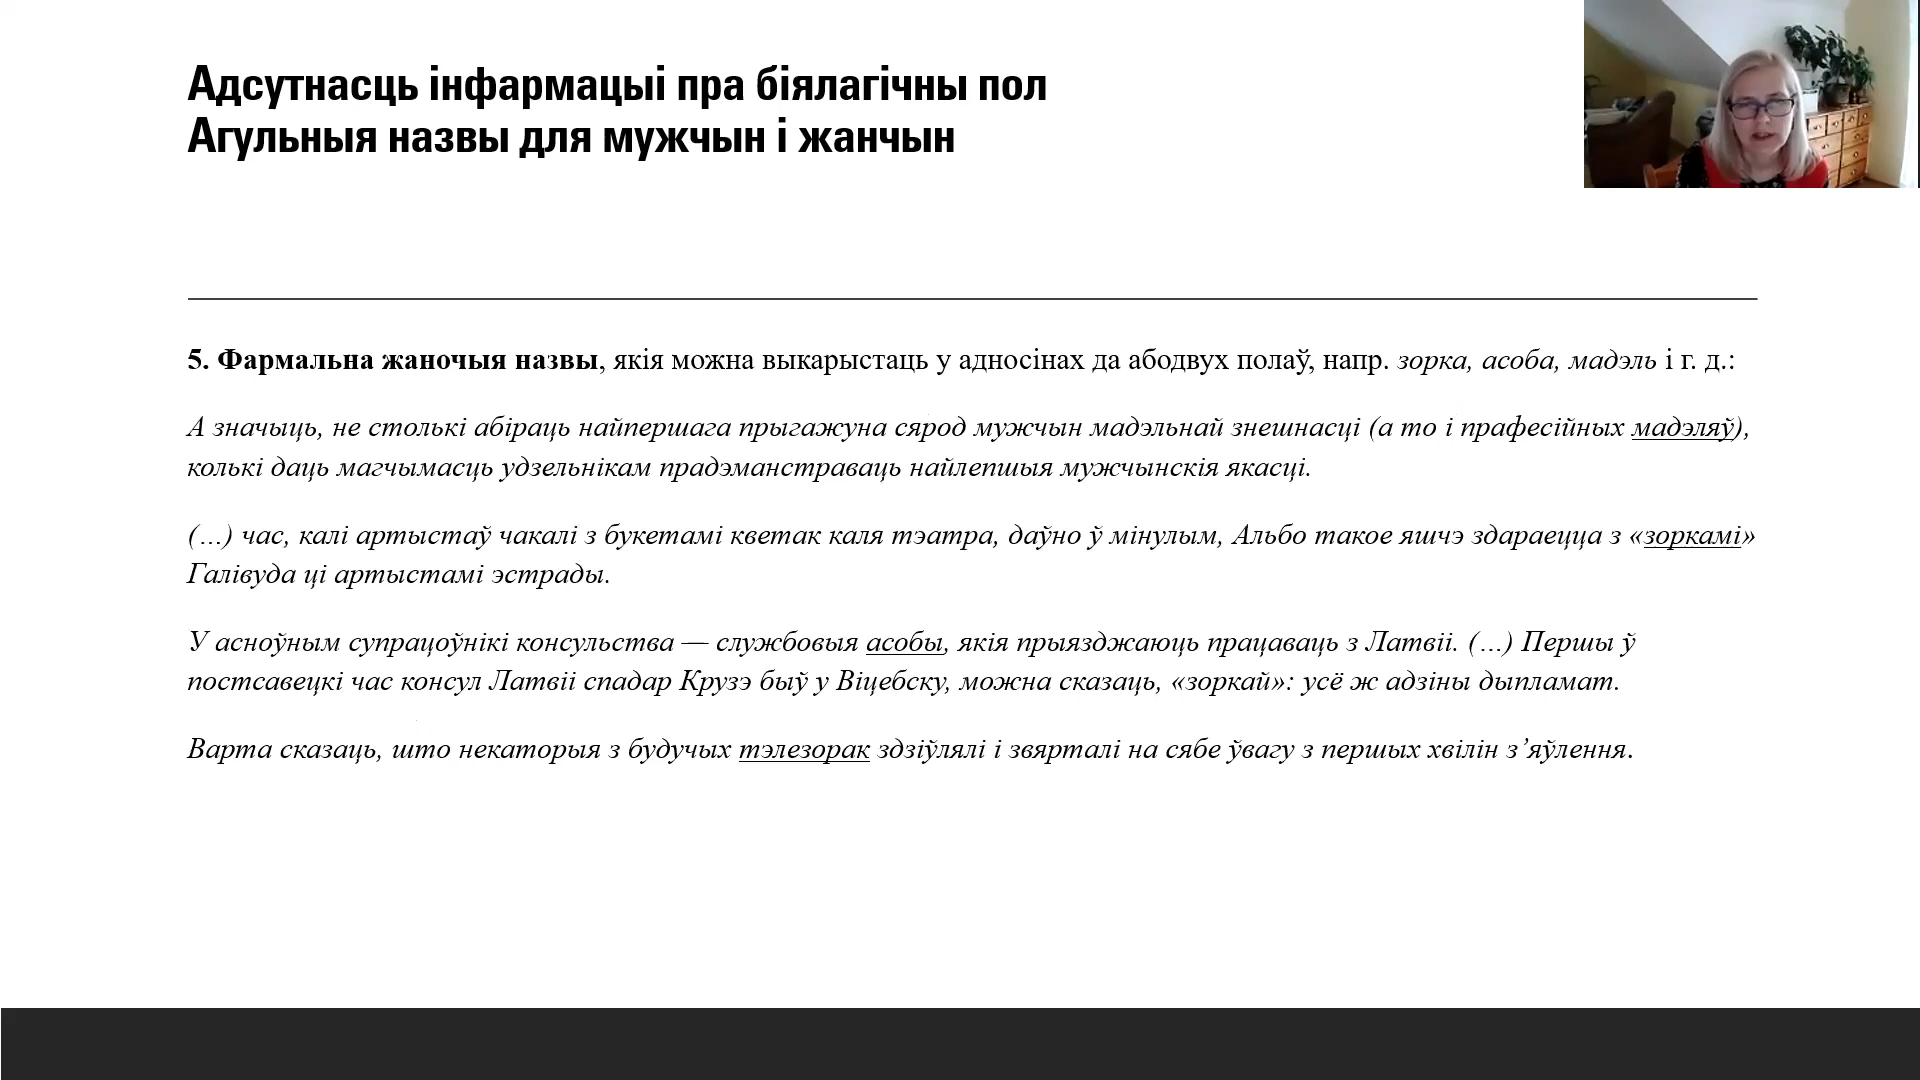 Адсутнасць інфармацыі пра біялагічны пол
Агульныя назвы для мужчын і жанчын
5. Фармальна жаночыя назвы, якія можна выкарыстаць у адносінах да абодвух полаў, напр. зорка, асоба, мадэль і г. д.:
А значыць, не столькі абіраць найпершага прыгажуна сярод мужчын мадэльнай знешнасці (а то і прафесійных мадэляў),
колькі даць магчымасць удзельнікам прадэманстраваць найлепшыя мужчынскія якасці.
(…) час, калі артыстаў чакалі з букетамі кветак каля тэатра, даўно ў мінулым, Альбо такое яшчэ здараецца з «зоркамі»
Галівуда ці артыстамі эстрады.
У асноўным супрацоўнікі консульства — службовыя асобы, якія прыязджаюць працаваць з Латвіі. (…) Першы ў
постсавецкі час консул Латвіі спадар Крузэ быў у Віцебску, можна сказаць, «зоркай»: усё ж адзіны дыпламат.
Варта сказаць, што некаторыя з будучых тэлезорак здзіўлялі і звярталі на сябе ўвагу з першых хвілін з’яўлення.